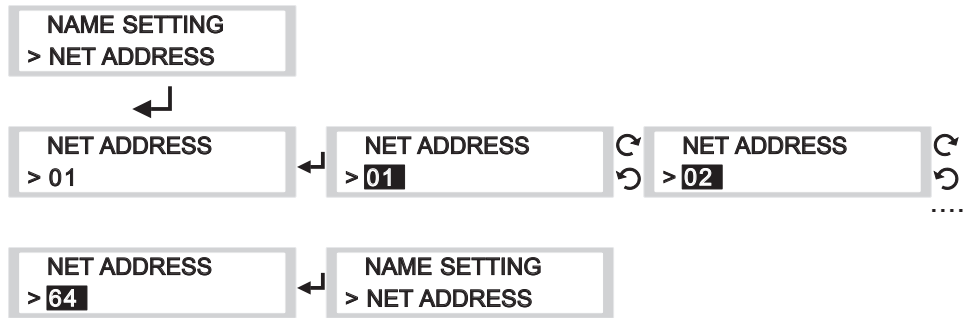 NAME SETTING
> NET ADDRESS
NET ADDRESS
> 01
NET ADDRESS
> 01
NET ADDRESS
> 02
....
NET ADDRESS
> 64
NAME SETTING
> NET ADDRESS